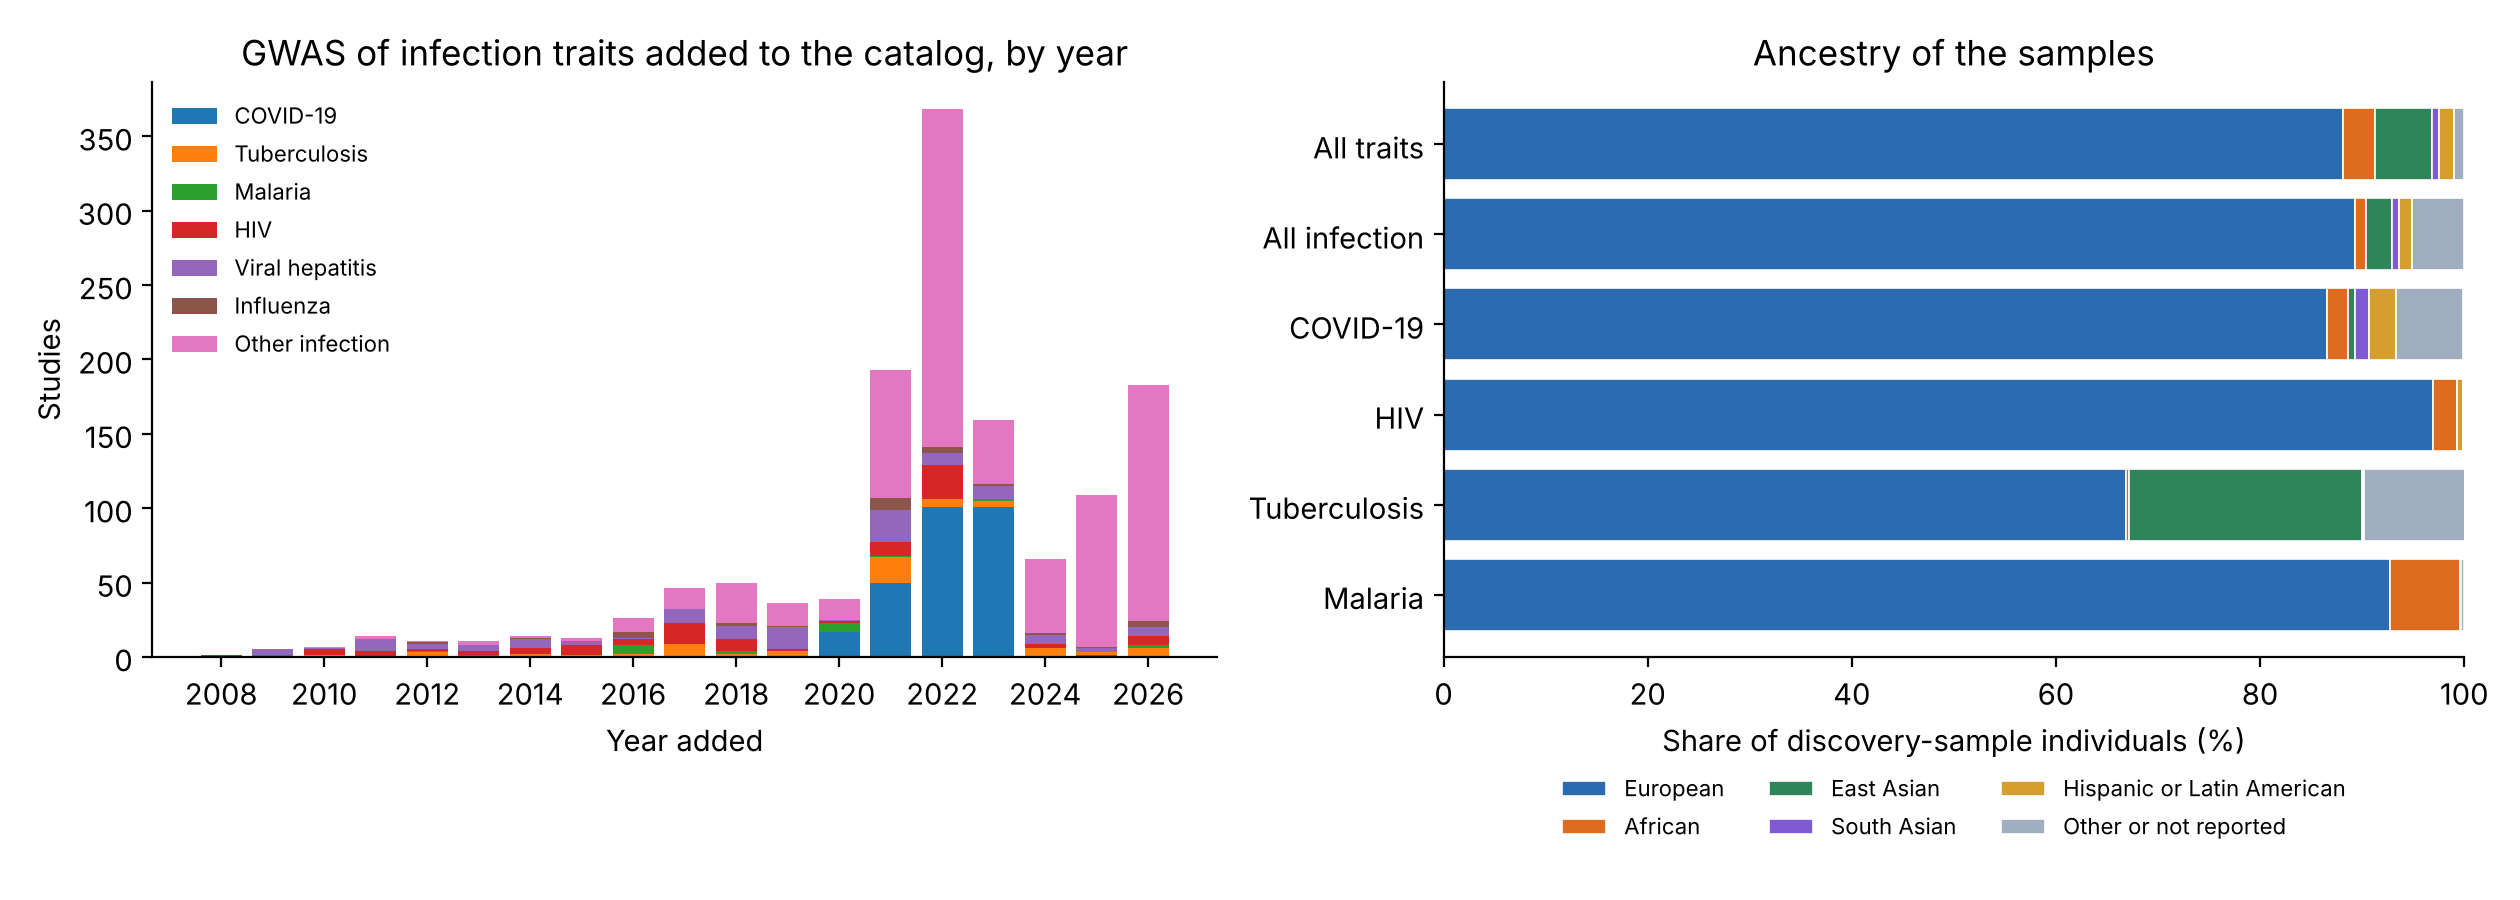 GWAS of infection traits added to the catalog, by year
COVID-19
Tuberculosis
Malaria
HIV
Viral hepatitis
Influenza
Other infection
350
300
250
200
150
100
50
0
Studies
2008 2010 2012 2014 2016 2018 2020 2022 2024 2026
Year added
Ancestry of the samples
All traits
All infection
COVID-19
HIV
Tuberculosis
Malaria
0 20 40 60 80 100
Share of discovery-sample individuals (%)
European East Asian Hispanic or Latin American
African South Asian Other or not reported